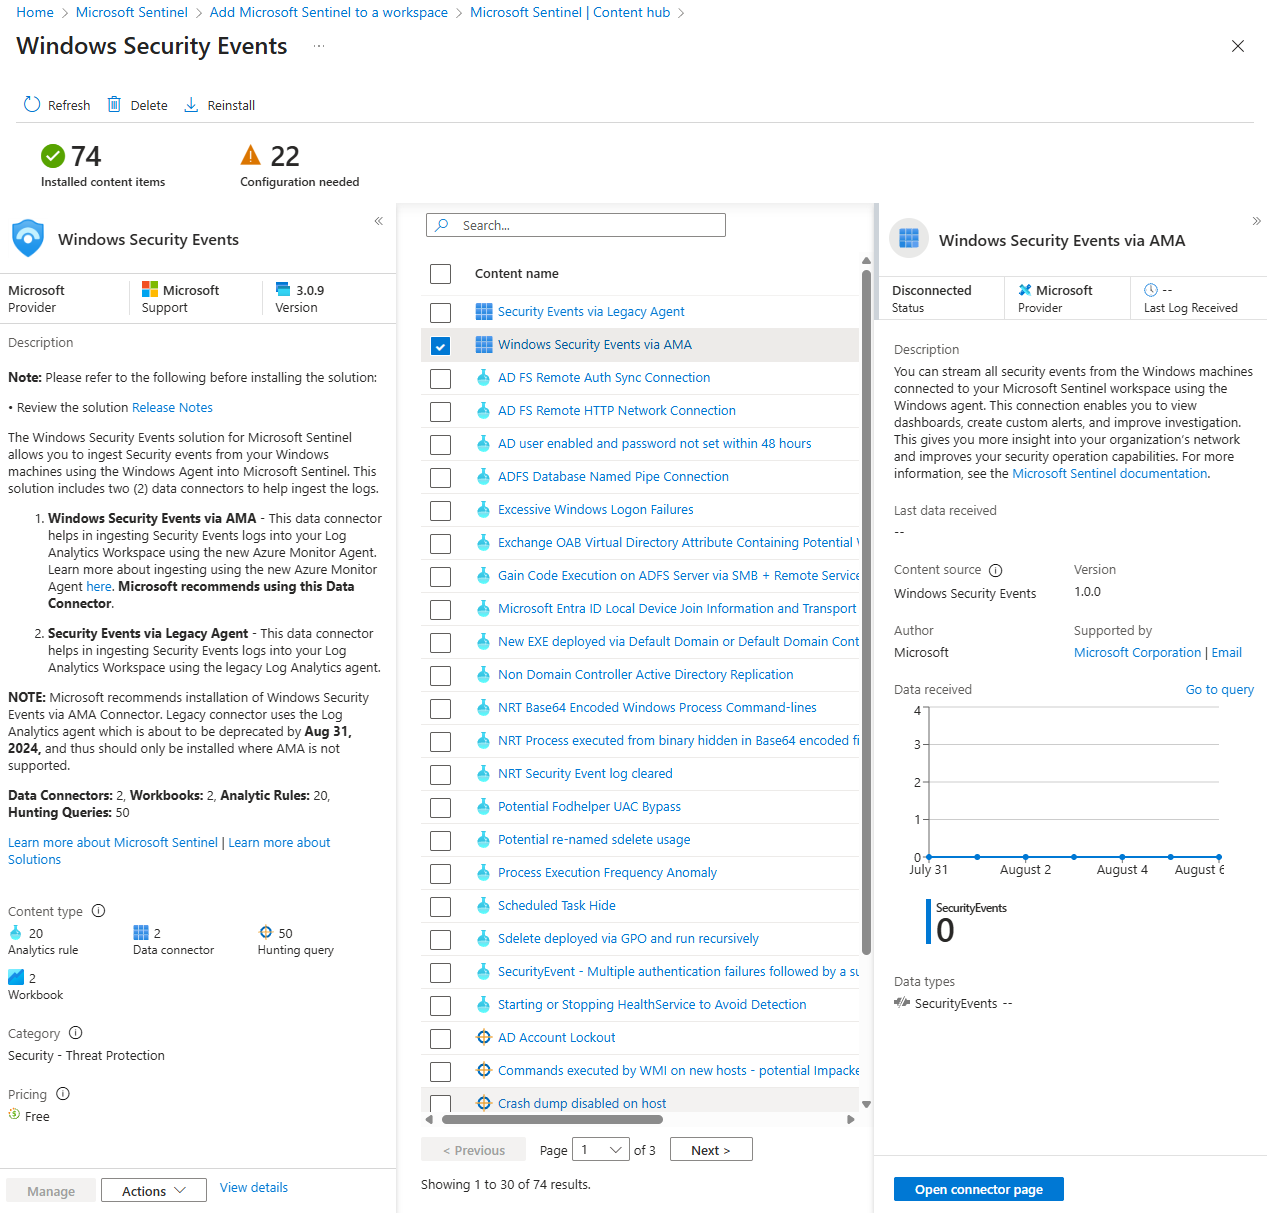 Home > Microsoft Sentinel > Add Microsoft Sentinel to a workspace > Microsoft Sentinel | Content hub >
Windows Security Events ...
Refresh Delete Reinstall
74
Installed content items
22
Configuration needed
Windows Security Events
Microsoft
Provider
Microsoft
Support
3.0.9
Version
Description
Note: Please refer to the following before installing the solution:
• Review the solution Release Notes
The Windows Security Events solution for Microsoft Sentinel
allows you to ingest Security events from your Windows
machines using the Windows Agent into Microsoft Sentinel. This
solution includes two (2) data connectors to help ingest the logs.
1. Windows Security Events via AMA - This data connector
helps in ingesting Security Events logs into your Log
Analytics Workspace using the new Azure Monitor Agent.
Learn more about ingesting using the new Azure Monitor
Agent here. Microsoft recommends using this Data
Connector.
2. Security Events via Legacy Agent - This data connector
helps in ingesting Security Events logs into your Log
Analytics Workspace using the legacy Log Analytics agent.
NOTE: Microsoft recommends installation of Windows Security
Events via AMA Connector. Legacy connector uses the Log
Analytics agent which is about to be deprecated by Aug 31,
2024, and thus should only be installed where AMA is not
supported.
Data Connectors: 2, Workbooks: 2, Analytic Rules: 20,
Hunting Queries: 50
Learn more about Microsoft Sentinel | Learn more about
Solutions
Content type
20
Analytics rule
2
Data connector
50
Hunting query
2
Workbook
Category
Security - Threat Protection
Pricing
Free
Manage Actions View details
Search...
Content name
Security Events via Legacy Agent
Windows Security Events via AMA
AD FS Remote Auth Sync Connection
AD FS Remote HTTP Network Connection
AD user enabled and password not set within 48 hours
ADFS Database Named Pipe Connection
Excessive Windows Logon Failures
Exchange OAB Virtual Directory Attribute Containing Potential
Gain Code Execution on ADFS Server via SMB + Remote Service
Microsoft Entra ID Local Device Join Information and Transport
New EXE deployed via Default Domain or Default Domain Cont
Non Domain Controller Active Directory Replication
NRT Base64 Encoded Windows Process Command-lines
NRT Process executed from binary hidden in Base64 encoded fi
NRT Security Event log cleared
Potential Fodhelper UAC Bypass
Potential re-named sdelete usage
Process Execution Frequency Anomaly
Scheduled Task Hide
Sdelete deployed via GPO and run recursively
SecurityEvent - Multiple authentication failures followed by a su
Starting or Stopping HealthService to Avoid Detection
AD Account Lockout
Commands executed by WMI on new hosts - potential Impacke
Crash dump disabled on host
< Previous Page 1 of 3 Next >
Showing 1 to 30 of 74 results.
Windows Security Events via AMA
Disconnected
Status
Microsoft
Provider
--
Last Log Received
Description
You can stream all security events from the Windows machines
connected to your Microsoft Sentinel workspace using the
Windows agent. This connection enables you to view
dashboards, create custom alerts, and improve investigation.
This gives you more insight into your organization's network
and improves your security operation capabilities. For more
information, see the Microsoft Sentinel documentation.
Last data received
--
Content source
Windows Security Events
Version
1.0.0
Author
Microsoft
Supported by
Microsoft Corporation | Email
Data received Go to query
4
3
2
1
0
July 31 August 2 August 4 August 6
SecurityEvents
0
Data types
SecurityEvents --
Open connector page